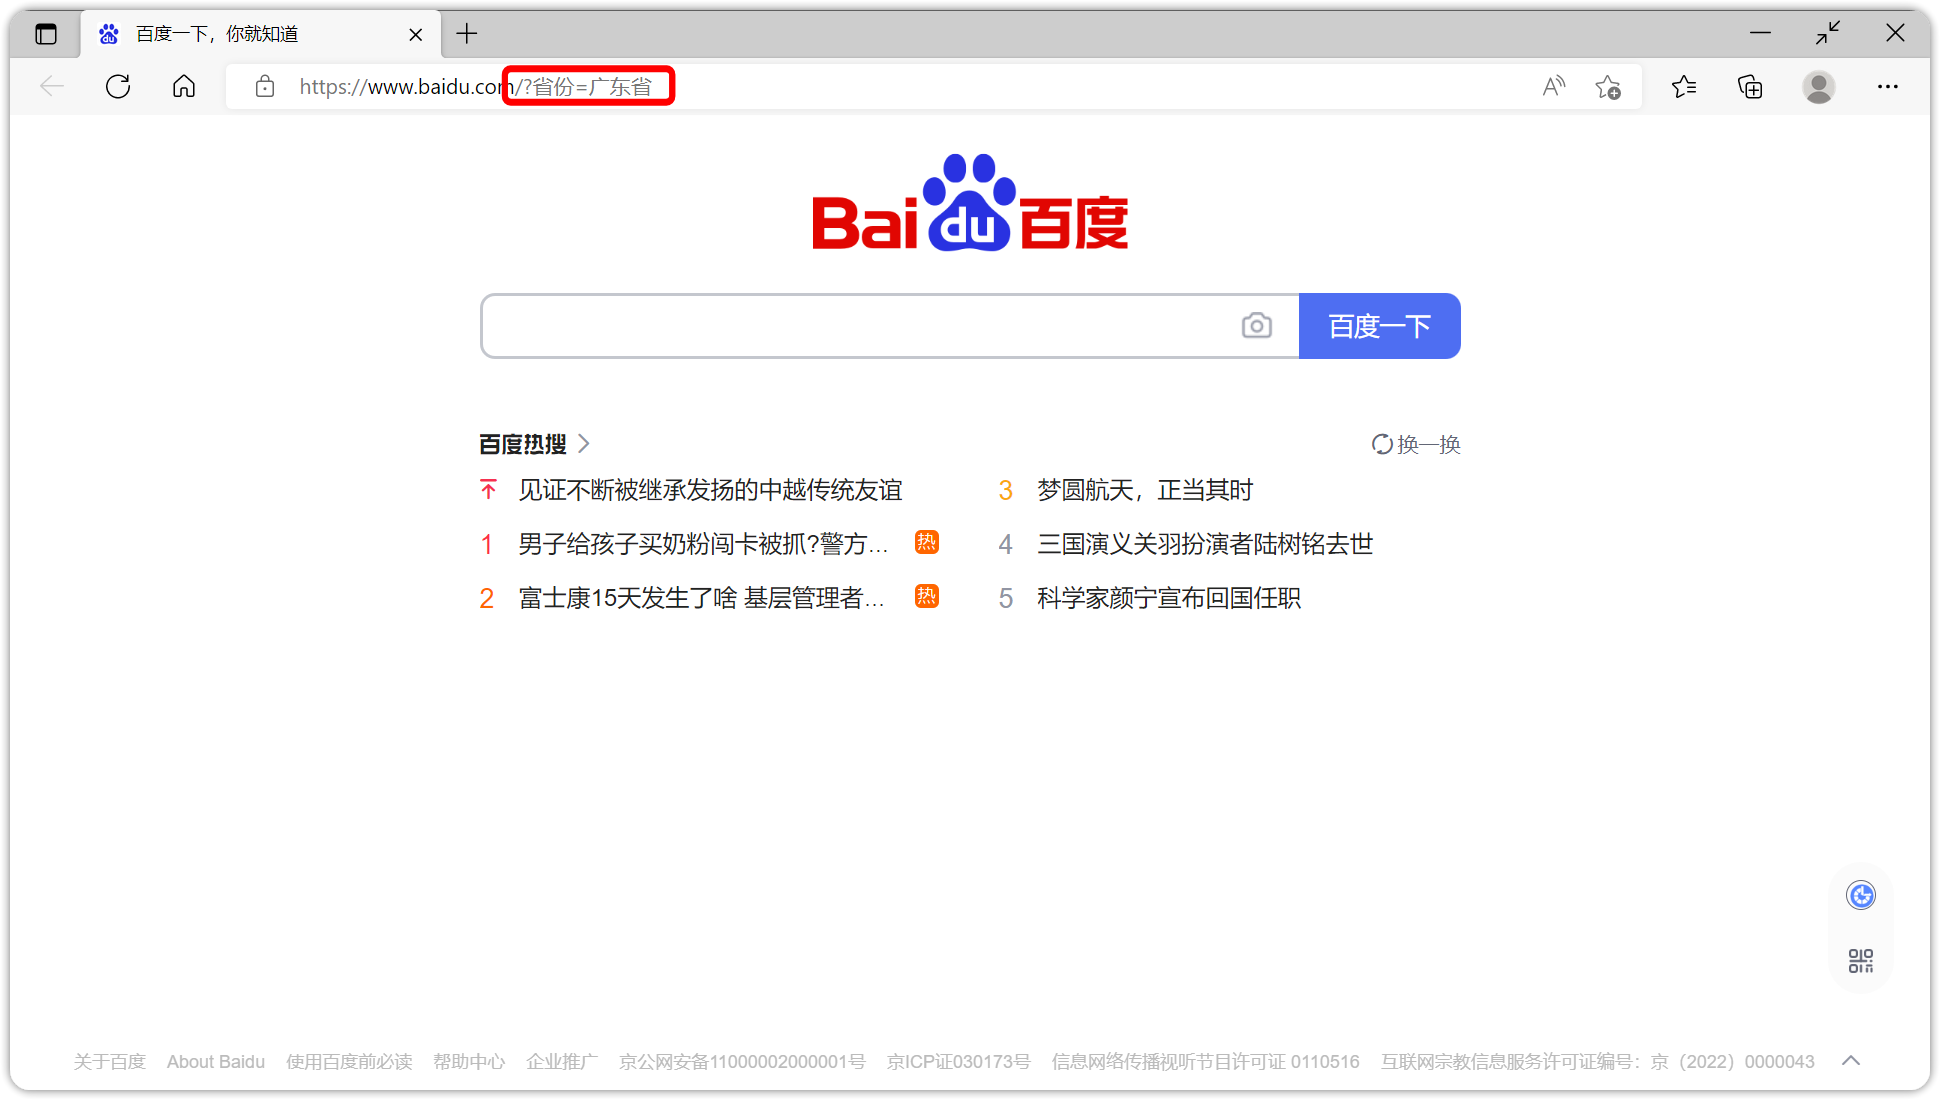 百度一下，你就知道
https://www.baidu.com/?省份=广东省
Bai du 百度
百度一下
百度热搜
换一换
见证不断被继承发扬的中越传统友谊
1 男子给孩子买奶粉闯卡被抓?警方... 热
2 富士康15天发生了啥 基层管理者... 热
3 梦圆航天，正当其时
4 三国演义关羽扮演者陆树铭去世
5 科学家颜宁宣布回国任职
关于百度 About Baidu 使用百度前必读 帮助中心 企业推广 京公网安备11000002000001号 京ICP证030173号 信息网络传播视听节目许可证 0110516 互联网宗教信息服务许可证编号：京（2022）0000043